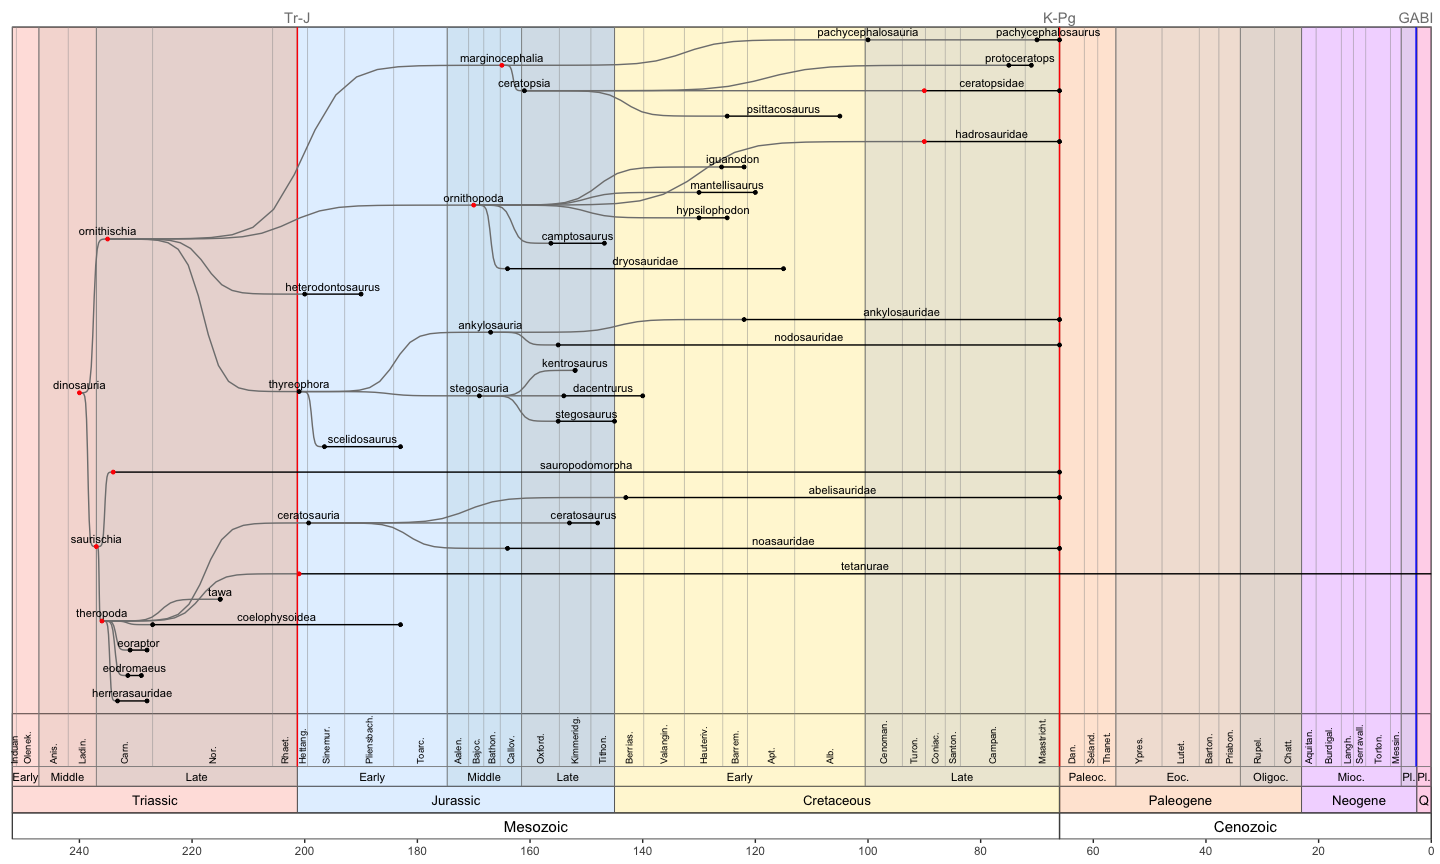 Tr-J K-Pg GABI
pachycephalosauria pachycephalosaurus
marginocephalia protoceratops
ceratopsia ceratopsidae
psittacosaurus
hadrosauridae
iguanodon
mantellisaurus
ornithopoda
hypsilophodon
ornithischia camptosaurus
dryosauridae
heterodontosaurus
ankylosauridae
ankylosauria
nodosauridae
kentrosaurus
dinosauria thyreophora stegosauria dacentrurus
stegosaurus
scelidosaurus
sauropodomorpha
abelisauridae
ceratosauria ceratosaurus
saurischia noasauridae
tetanurae
tawa
theropoda coelophysoidea
eoraptor
eodromaeus
herrerasauridae
Induan Olenek. Anis. Ladin. Carn. Nor. Rhaet. Hettang. Sinemur. Pliensbach. Toarc. Aalen. Bajoc. Bathon. Callov. Oxford. Kimmeridg. Tithon. Berrias. Valangin. Hauteriv. Barrem. Apt. Alb. Cenoman. Turon. Coniac. Santon. Campan. Maastricht. Dan. Seland. Thanet. Ypres. Lutet. Barton. Priabon. Rupel. Chatt. Aquitan. Burdigal. Langh. Serravall. Torton. Messin.
Early Middle Late Early Middle Late Early Late Paleoc. Eoc. Oligoc. Mioc. Pl. Pl.
Triassic Jurassic Cretaceous Paleogene Neogene Q
Mesozoic Cenozoic
240 220 200 180 160 140 120 100 80 60 40 20 0